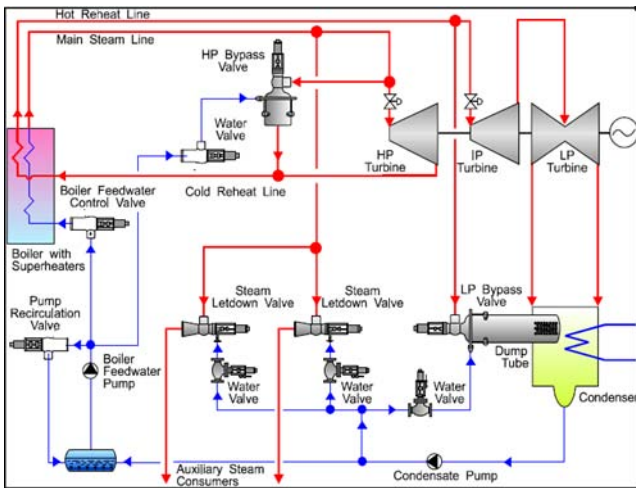 Hot Reheat Line
Main Steam Line
HP Bypass
Valve
Water
Valve
HP
Turbine
IP
Turbine
LP
Turbine
Cold Reheat Line
Boiler Feedwater
Control Valve
Boiler with
Superheaters
Pump
Recirculation
Valve
Boiler
Feedwater
Pump
Steam
Letdown Valve
Steam
Letdown Valve
LP Bypass
Valve
Water
Valve
Water
Valve
Water
Valve
Dump
Tube
Condenser
Auxiliary Steam
Consumers
Condensate Pump